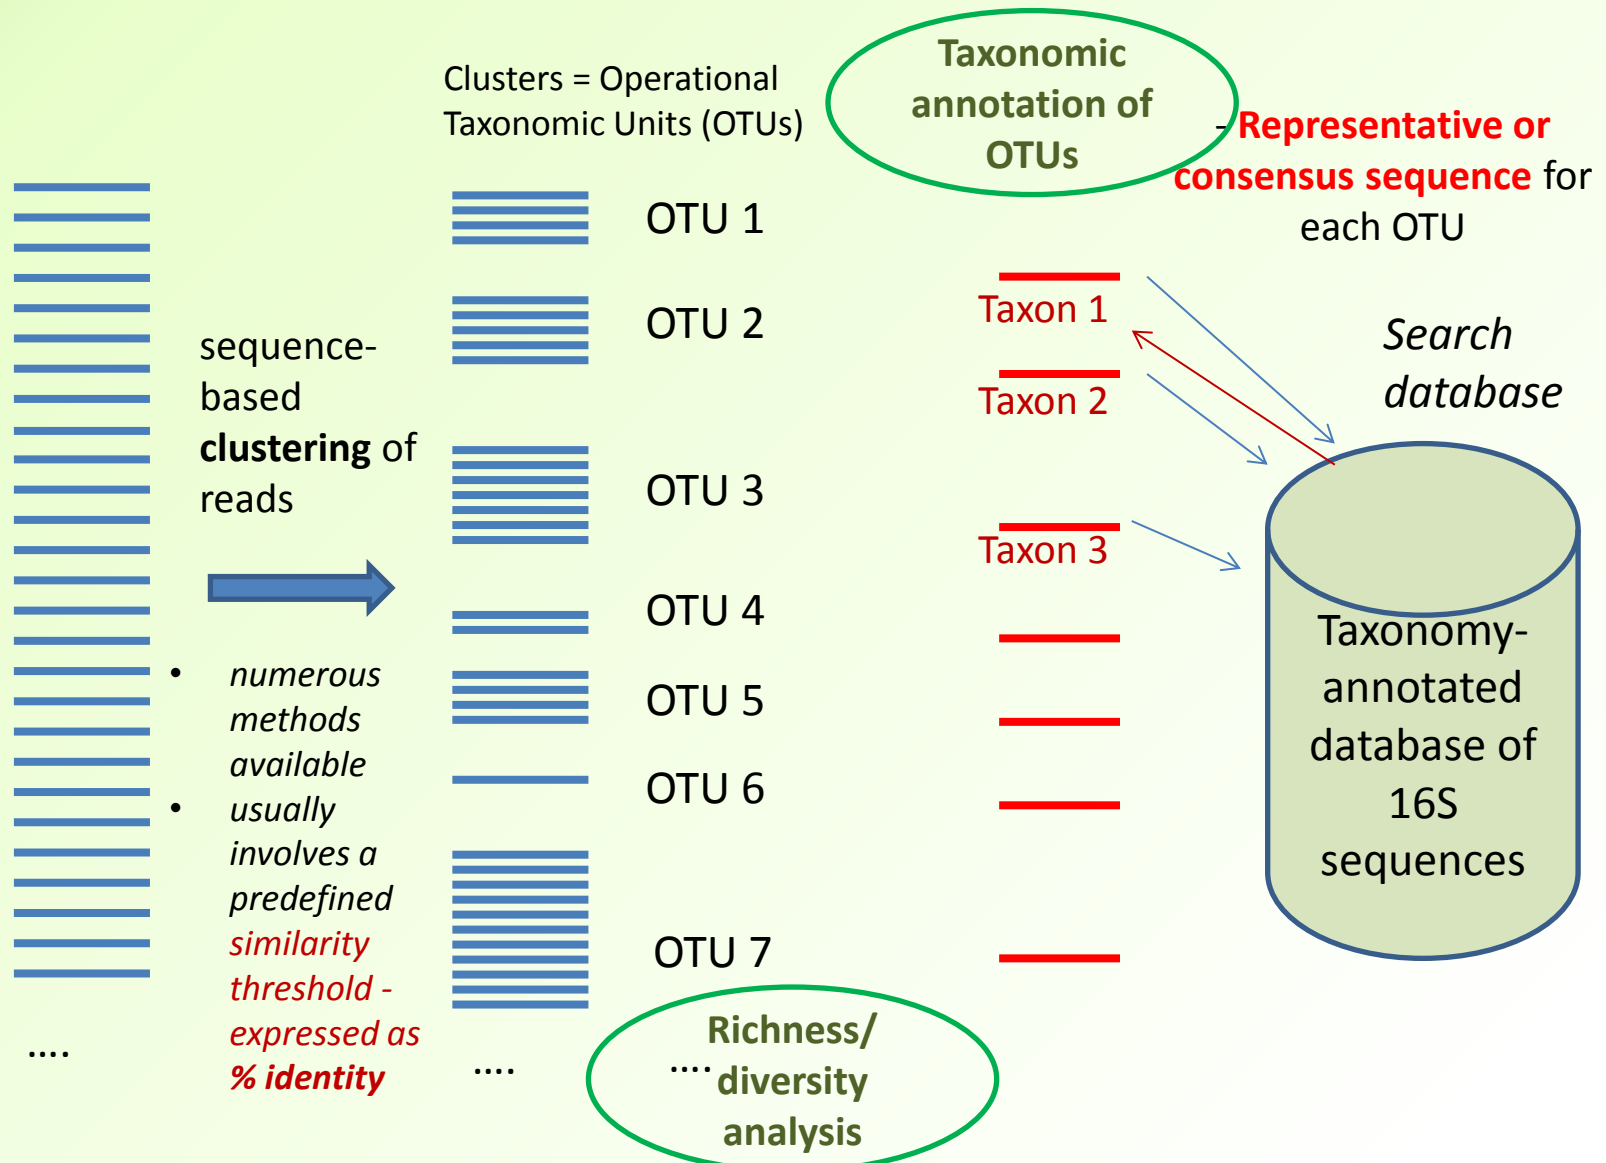 Clusters = Operational
Taxonomic Units (OTUs)
Taxonomic
annotation of
OTUs
- Representative or
consensus sequence for
each OTU
sequence-
based
clustering of
reads
• numerous
methods
available
• usually
involves a
predefined
similarity
threshold -
expressed as
% identity
....
OTU 1
OTU 2
OTU 3
OTU 4
OTU 5
OTU 6
OTU 7
....
....
Richness/
diversity
analysis
Taxon 1
Taxon 2
Taxon 3
Search
database
Taxonomy-
annotated
database of
16S
sequences